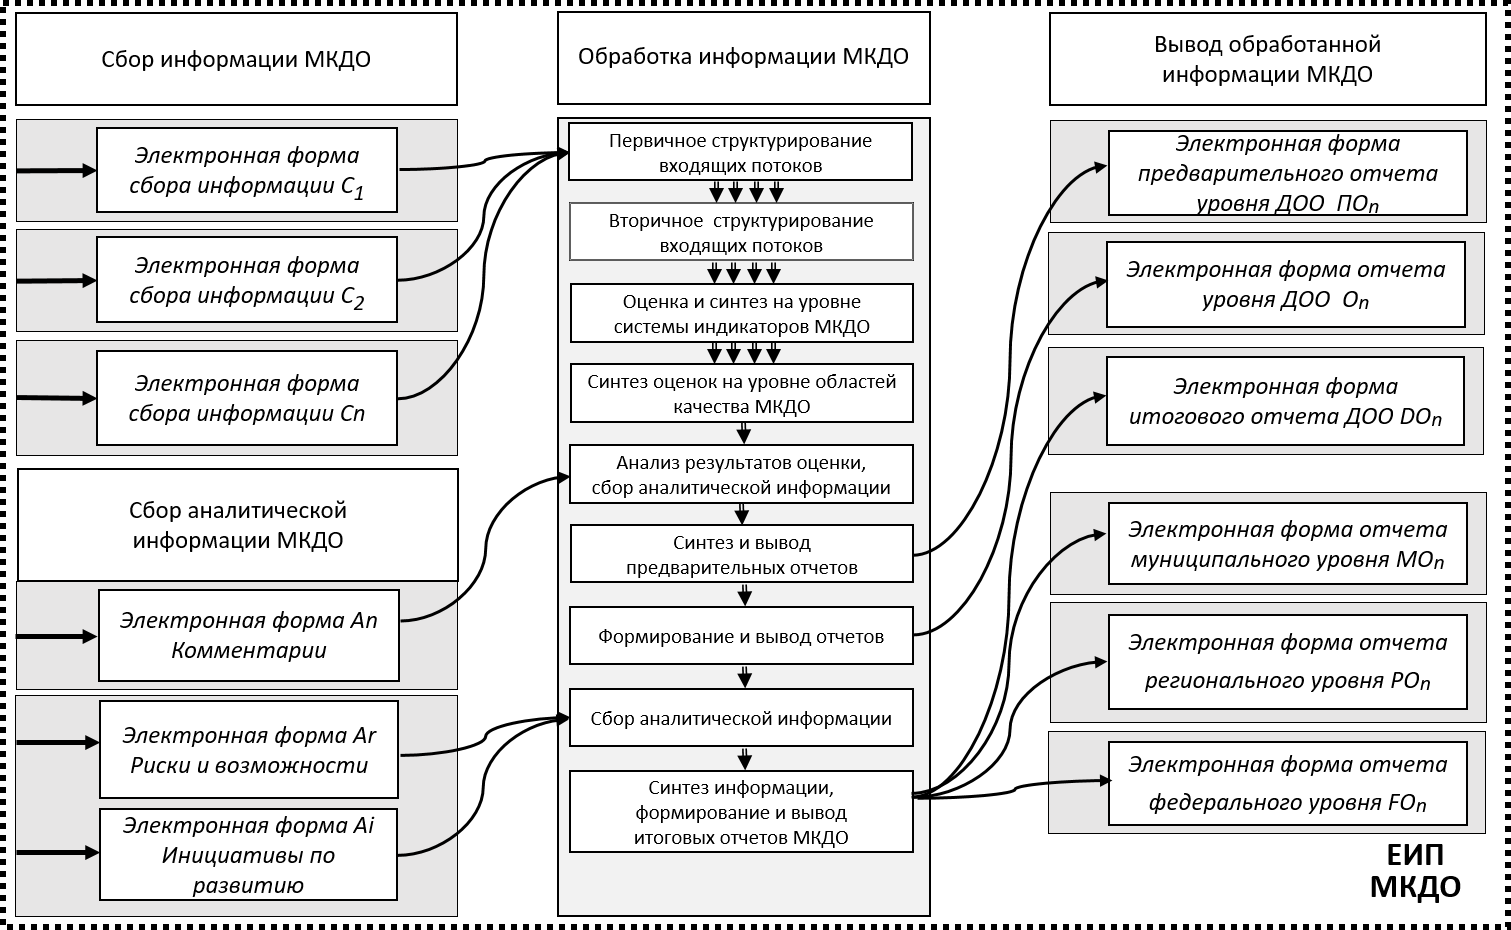 Сбор информации МКДО
Электронная форма
сбора информации C1
Электронная форма
сбора информации C2
Электронная форма
сбора информации Cn
Сбор аналитической
информации МКДО
Электронная форма An
Комментарии
Электронная форма Ar
Риски и возможности
Электронная форма Ai
Инициативы по
развитию
Обработка информации МКДО
Первичное структурирование
входящих потоков
Вторичное структурирование
входящих потоков
Оценка и синтез на уровне
системы индикаторов МКДО
Синтез оценок на уровне областей
качества МКДО
Анализ результатов оценки,
сбор аналитической информации
Синтез и вывод
предварительных отчетов
Формирование и вывод отчетов
Сбор аналитической информации
Синтез информации,
формирование и вывод
итоговых отчетов МКДО
Вывод обработанной
информации МКДО
Электронная форма
предварительного отчета
уровня ДОО ПОn
Электронная форма отчета
уровня ДОО Оn
Электронная форма
итогового отчета ДОО DOn
Электронная форма отчета
муниципального уровня МОn
Электронная форма отчета
регионального уровня РОn
Электронная форма отчета
федерального уровня FOn
ЕИП
МКДО